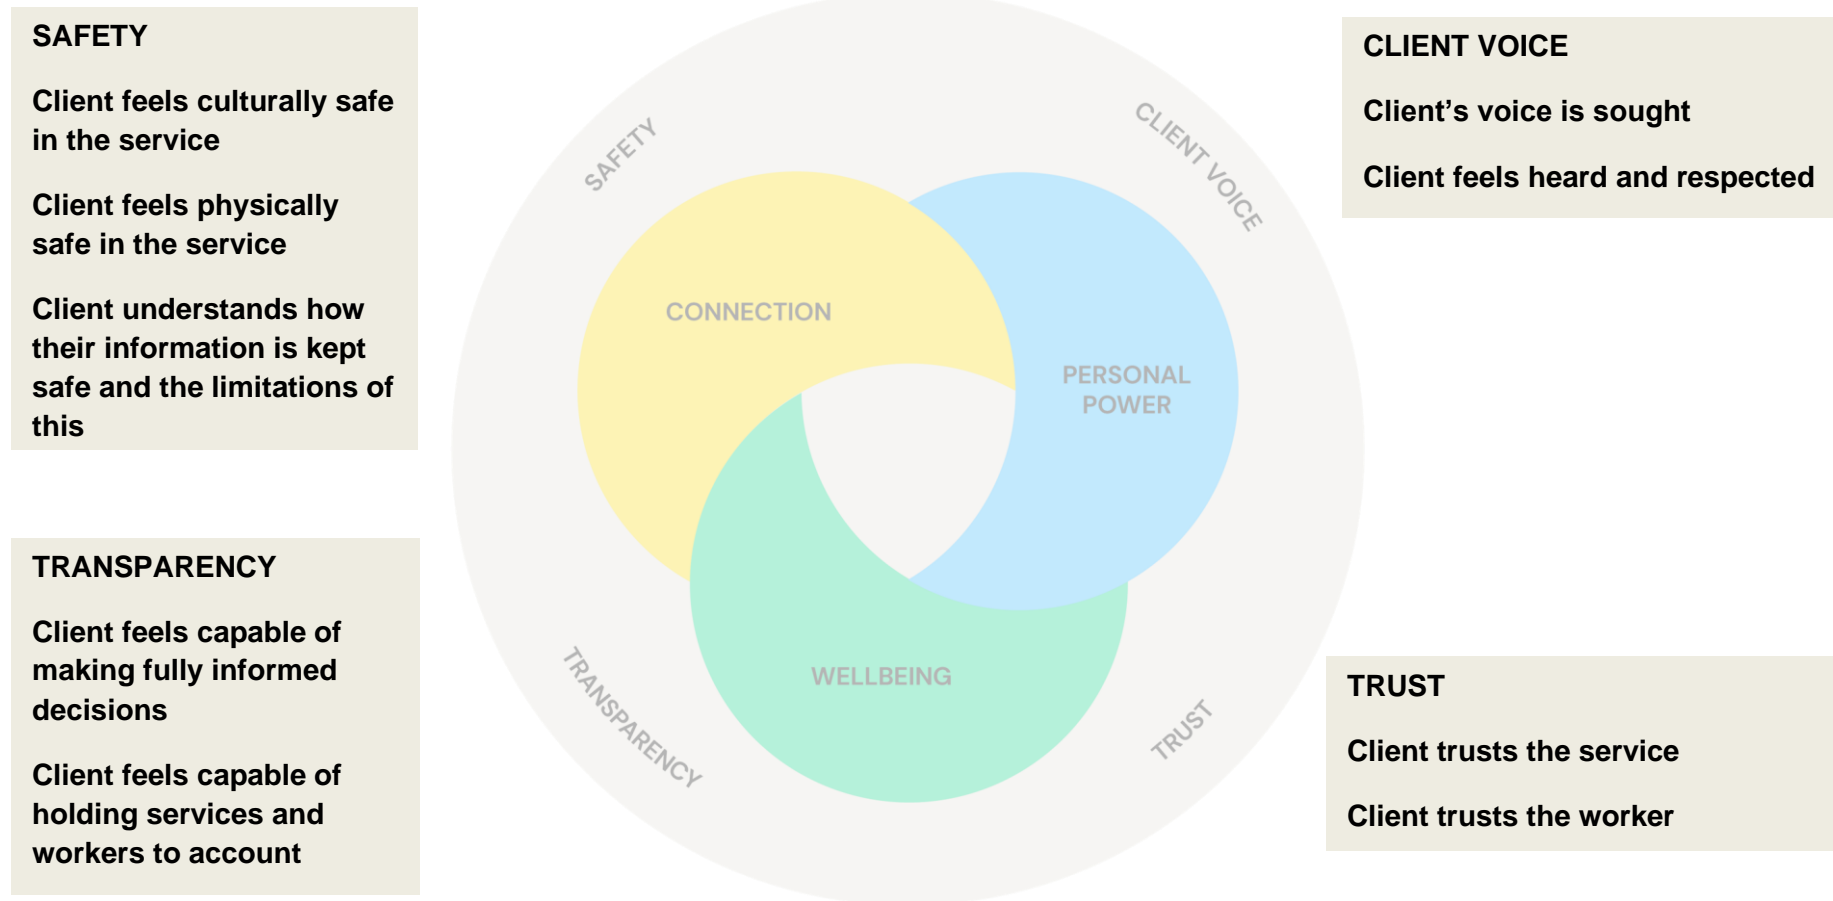 SAFETY
Client feels culturally safe
in the service
Client feels physically
safe in the service
Client understands how
their information is kept
safe and the limitations of
this
TRANSPARENCY
Client feels capable of
making fully informed
decisions
Client feels capable of
holding services and
workers to account
SAFETY
CLIENT VOICE
CONNECTION
PERSONAL
POWER
WELLBEING
TRANSPARENCY
TRUST
CLIENT VOICE
Client’s voice is sought
Client feels heard and respected
TRUST
Client trusts the service
Client trusts the worker